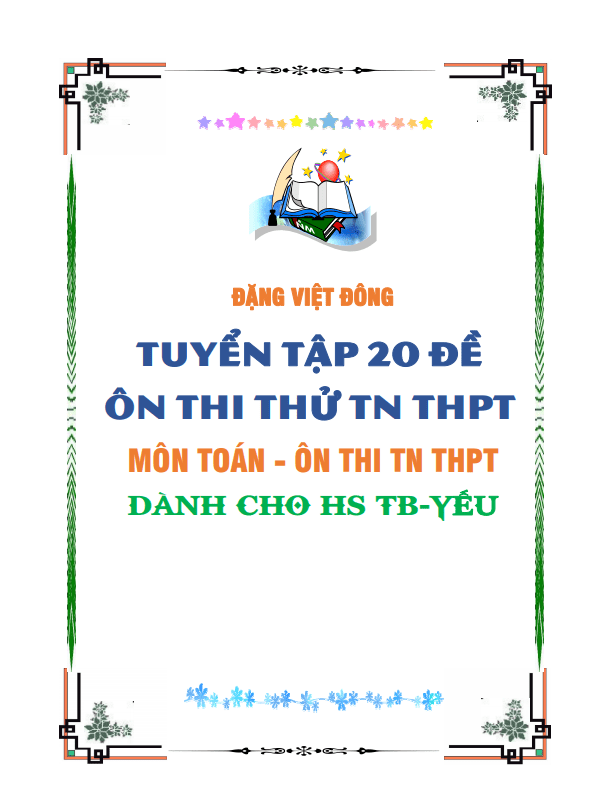 ĐẶNG VIỆT ĐÔNG
TUYỂN TẬP 20 ĐỀ
ÔN THI THỬ TN THPT
MÔN TOÁN - ÔN THI TN THPT
DÀNH CHO HS TB-YẾU